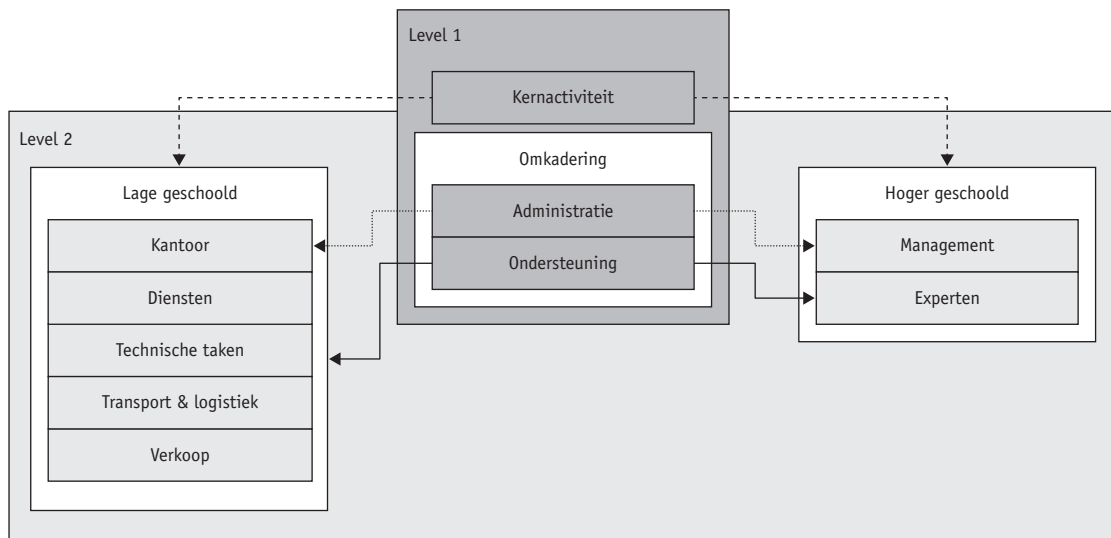 Level 1
Kernactiviteit
Level 2
Omkadering
Lage geschoold
Hoger geschoold
Administratie
Kantoor
Management
Ondersteuning
Diensten
Experten
Technische taken
Transport & logistiek
Verkoop